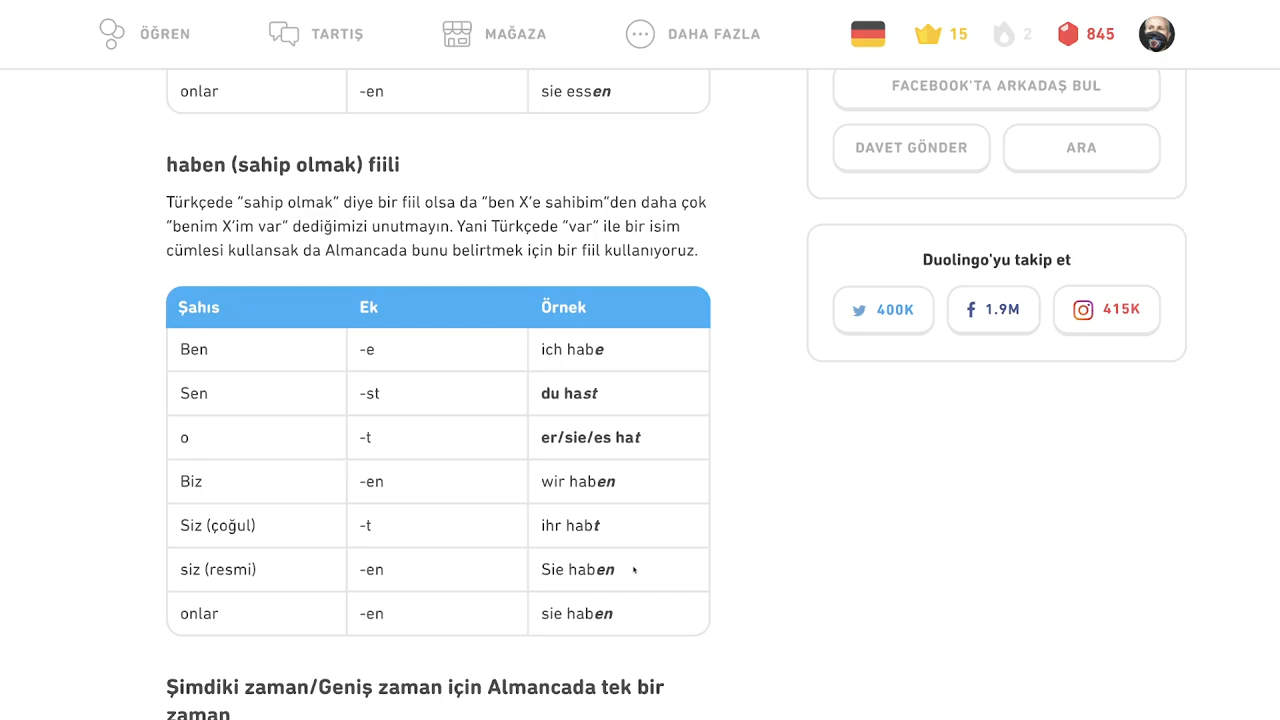 ÖĞREN TARTIŞ MAĞAZA DAHA FAZLA 15 2 845
onlar -en sie essen
haben (sahip olmak) fiili
Türkçede “sahip olmak” diye bir fiil olsa da “ben X’e sahibim”den daha çok
“benim X’im var” dediğimizi unutmayın. Yani Türkçede “var” ile bir isim
cümlesi kullansak da Almancada bunu belirtmek için bir fiil kullanıyoruz.
Şahıs Ek Örnek
Ben -e ich habe
Sen -st du hast
o -t er/sie/es hat
Biz -en wir haben
Siz (çoğul) -t ihr habt
siz (resmi) -en Sie haben
onlar -en sie haben
Şimdiki zaman/Geniş zaman için Almancada tek bir
zaman
FACEBOOK'TA ARKADAŞ BUL
DAVET GÖNDER ARA
Duolingo'yu takip et
400K 1.9M 415K